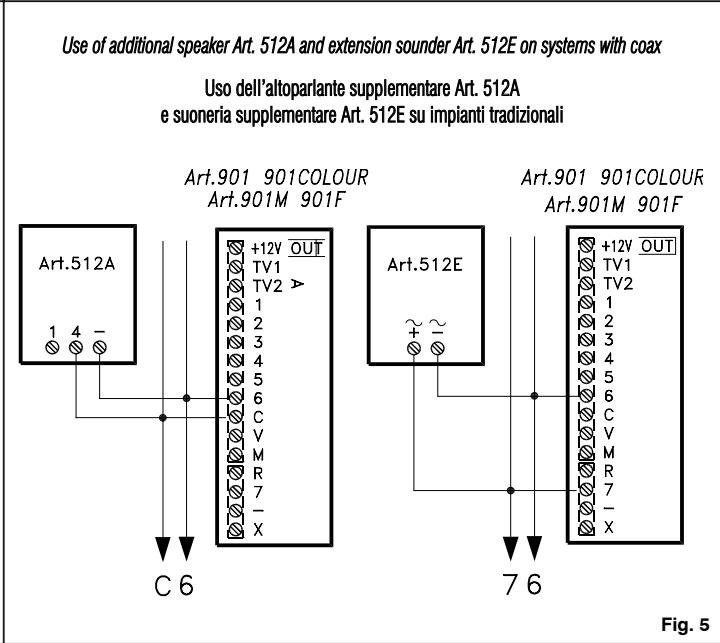 Use of additional speaker Art. 512A and extension sounder Art. 512E on systems with coax
Uso dell'altoparlante supplementare Art. 512A
e suoneria supplementare Art. 512E su impianti tradizionali
Art.901 901COLOUR
Art.901M 901F
Art.512A
1 4 –
+12V OUT
TV1
TV2 A
1
2
3
4
5
6
C
V
M
R
7
–
X
C 6
Art.901 901COLOUR
Art.901M 901F
Art.512E
~ ~
+ –
+12V OUT
TV1
TV2
1
2
3
4
5
6
C
V
M
R
7
–
X
7 6
Fig. 5